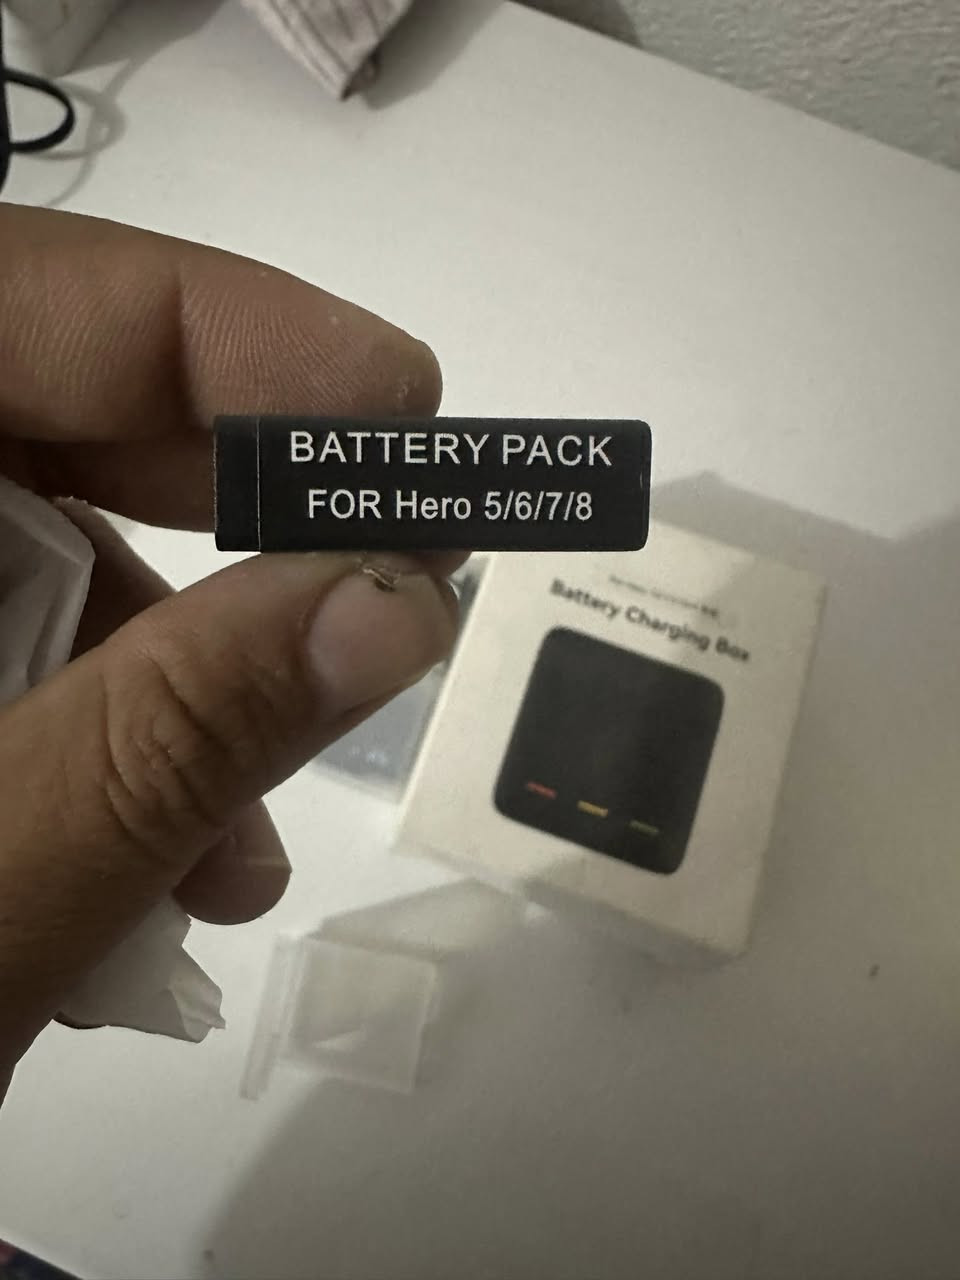 BATTERY PACK
FOR Hero 5/6/7/8
Battery Charging Box